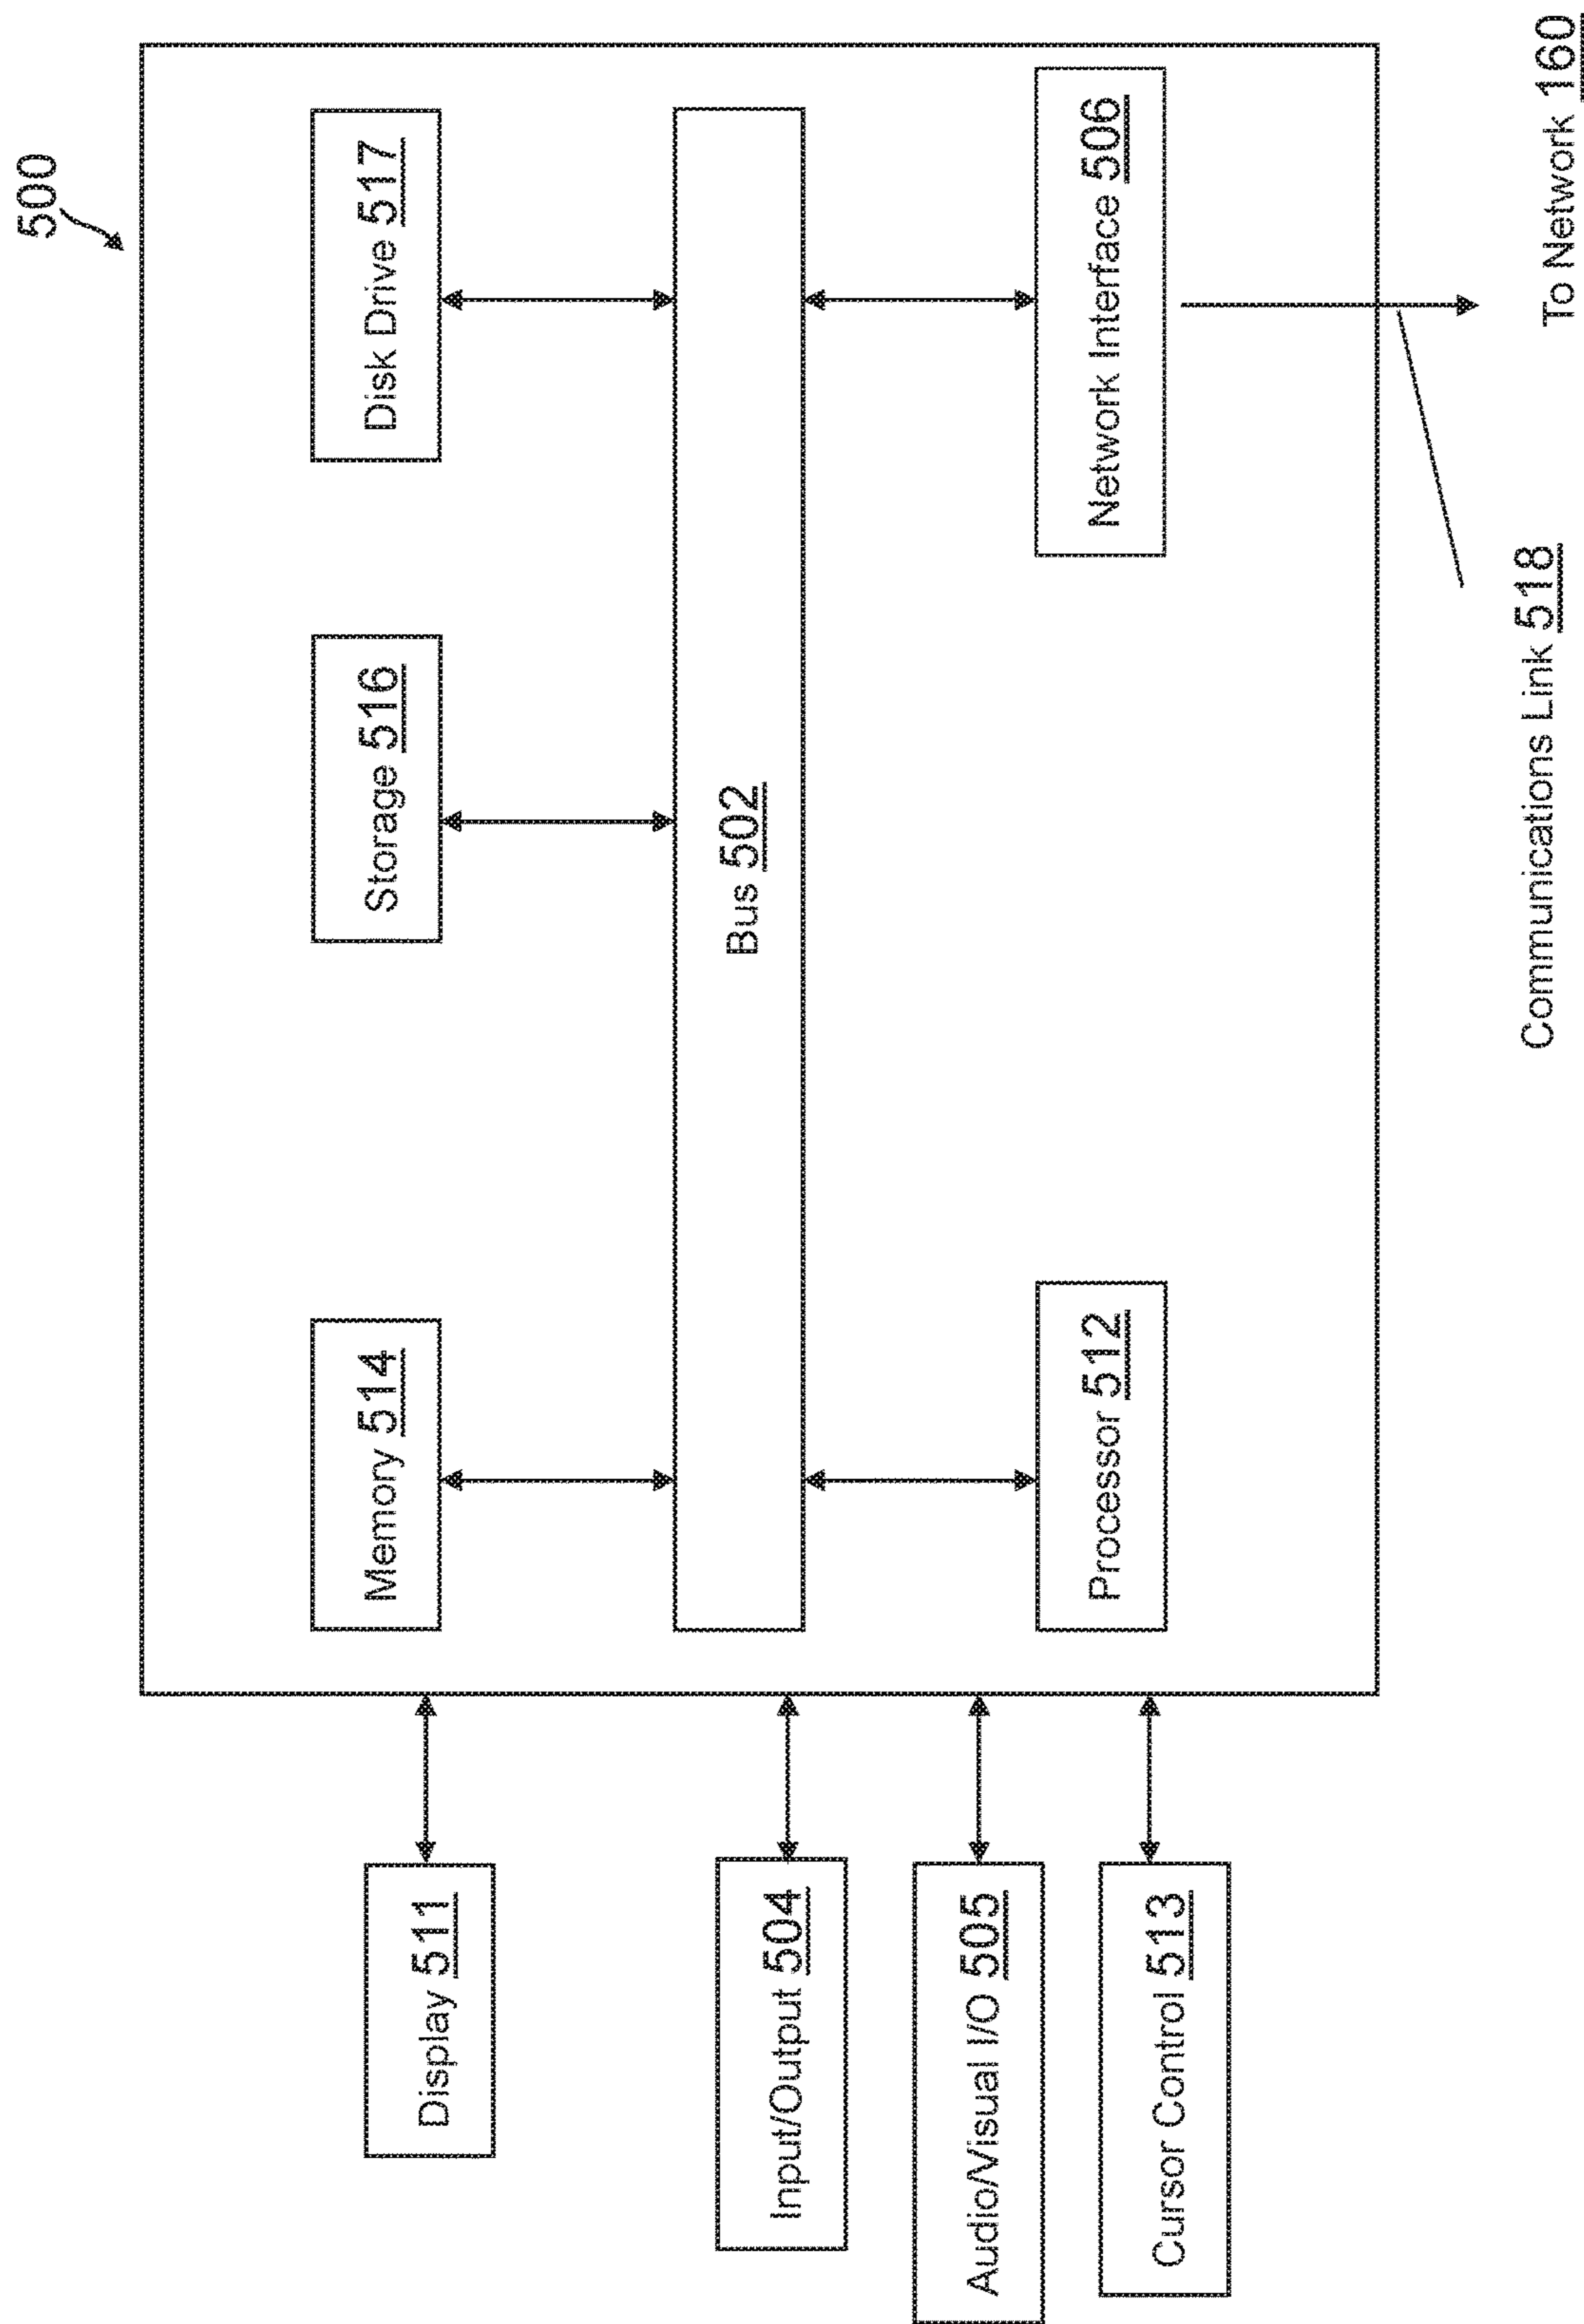 500
Display 511
Memory 514
Storage 516
Disk Drive 517
Bus 502
Input/Output 504
Audio/Visual I/O 505
Cursor Control 513
Processor 512
Network Interface 506
Communications Link 518
To Network 160